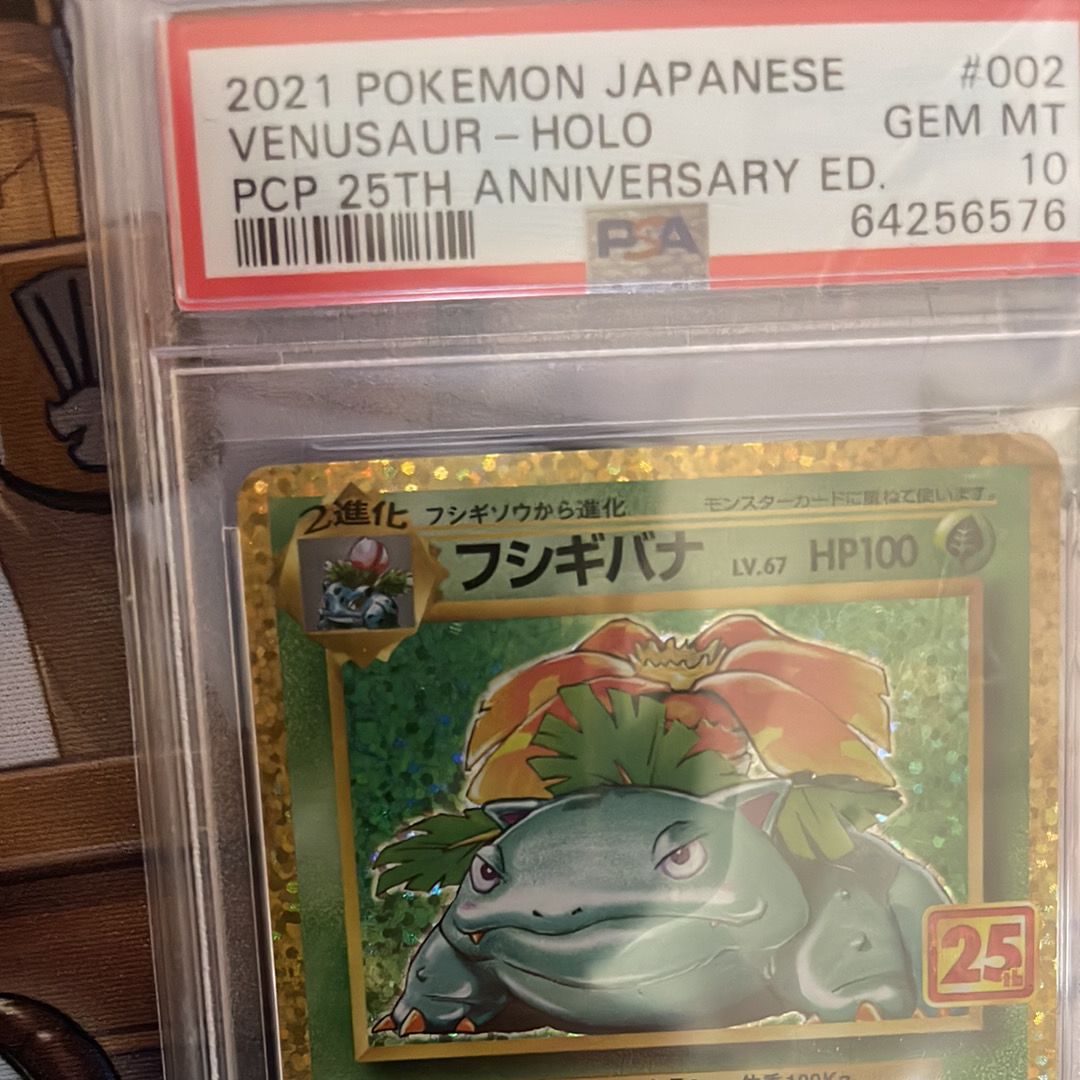 2021 POKEMON JAPANESE #002
VENUSAUR - HOLO GEM MT
PCP 25TH ANNIVERSARY ED. 10
64256576
PSA
2進化 フシギソウから進化 モンスターカードに重ねて使います。
フシギバナ LV.67 HP100
25th